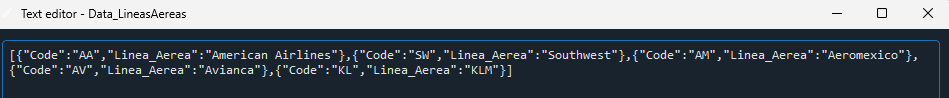 Text editor - Data_LineasAereas
[{"Code":"AA","Linea_Aerea":"American Airlines"},{"Code":"SW","Linea_Aerea":"Southwest"},{"Code":"AM","Linea_Aerea":"Aeromexico"},
{"Code":"AV","Linea_Aerea":"Avianca"},{"Code":"KL","Linea_Aerea":"KLM"}]